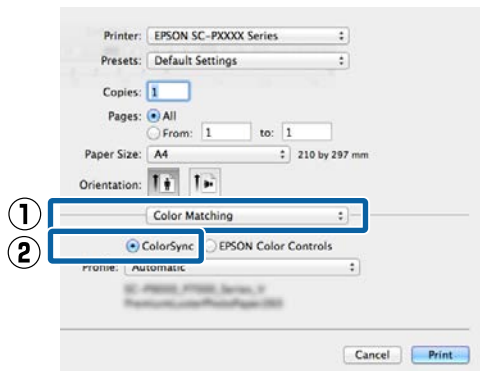 Printer: EPSON SC-PXXXX Series
Presets: Default Settings
Copies: 1
Pages: All
From: 1 to: 1
Paper Size: A4 210 by 297 mm
Orientation:
① Color Matching
② ColorSync EPSON Color Controls
Profile: Automatic
Cancel Print